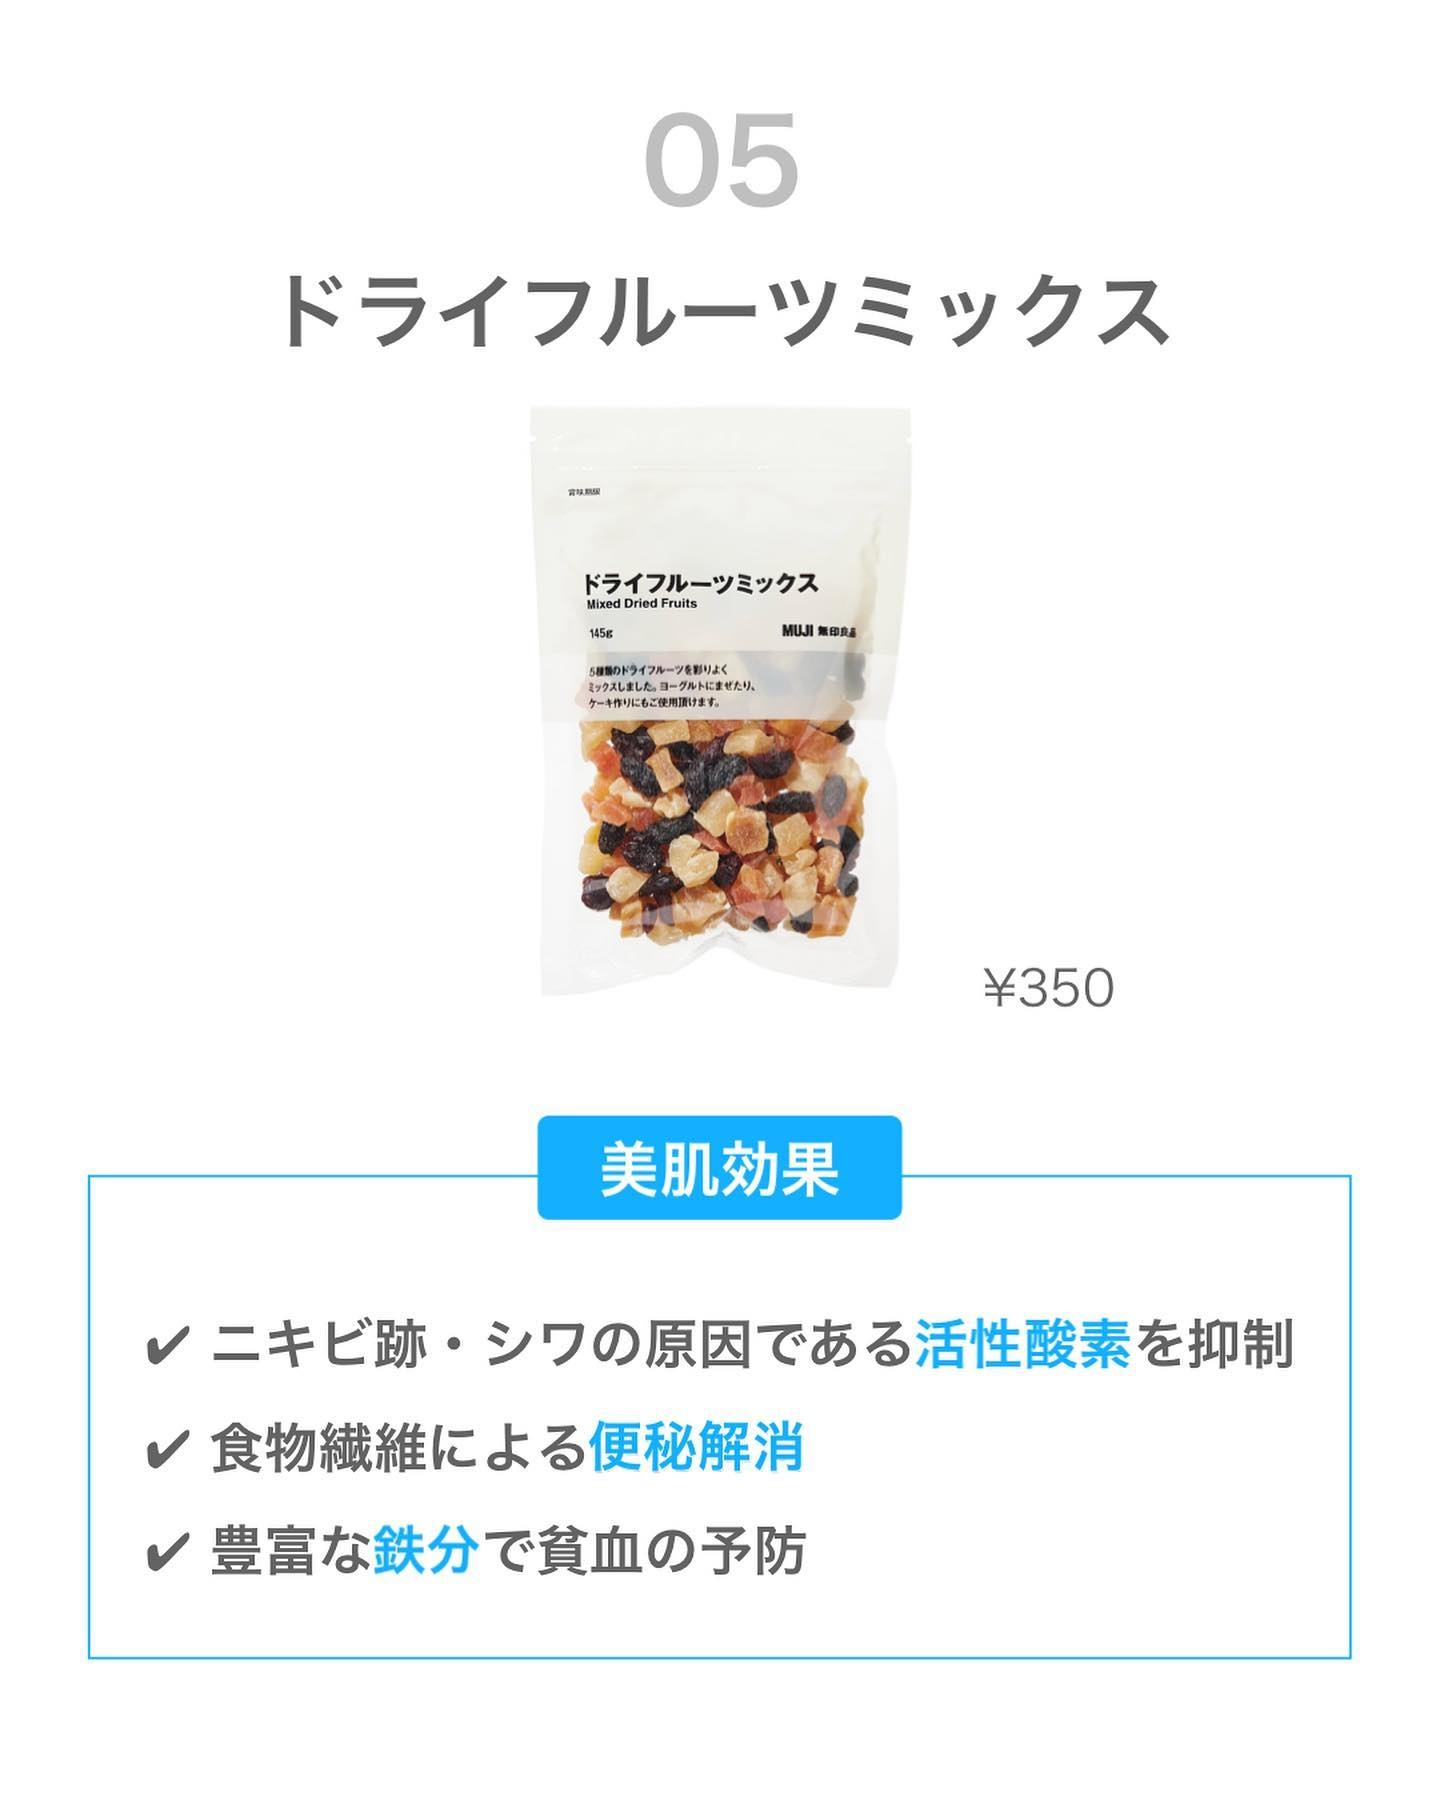 05
ドライフルーツミックス
賞味期限
ドライフルーツミックス
Mixed Dried Fruits
145g
MUJI 無印良品
5種類のドライフルーツを彩りよく
ミックスしました。ヨーグルトにまぜたり、
ケーキ作りにもご使用頂けます。
¥350
美肌効果
✔ ニキビ跡・シワの原因である活性酸素を抑制
✔ 食物繊維による便秘解消
✔ 豊富な鉄分で貧血の予防